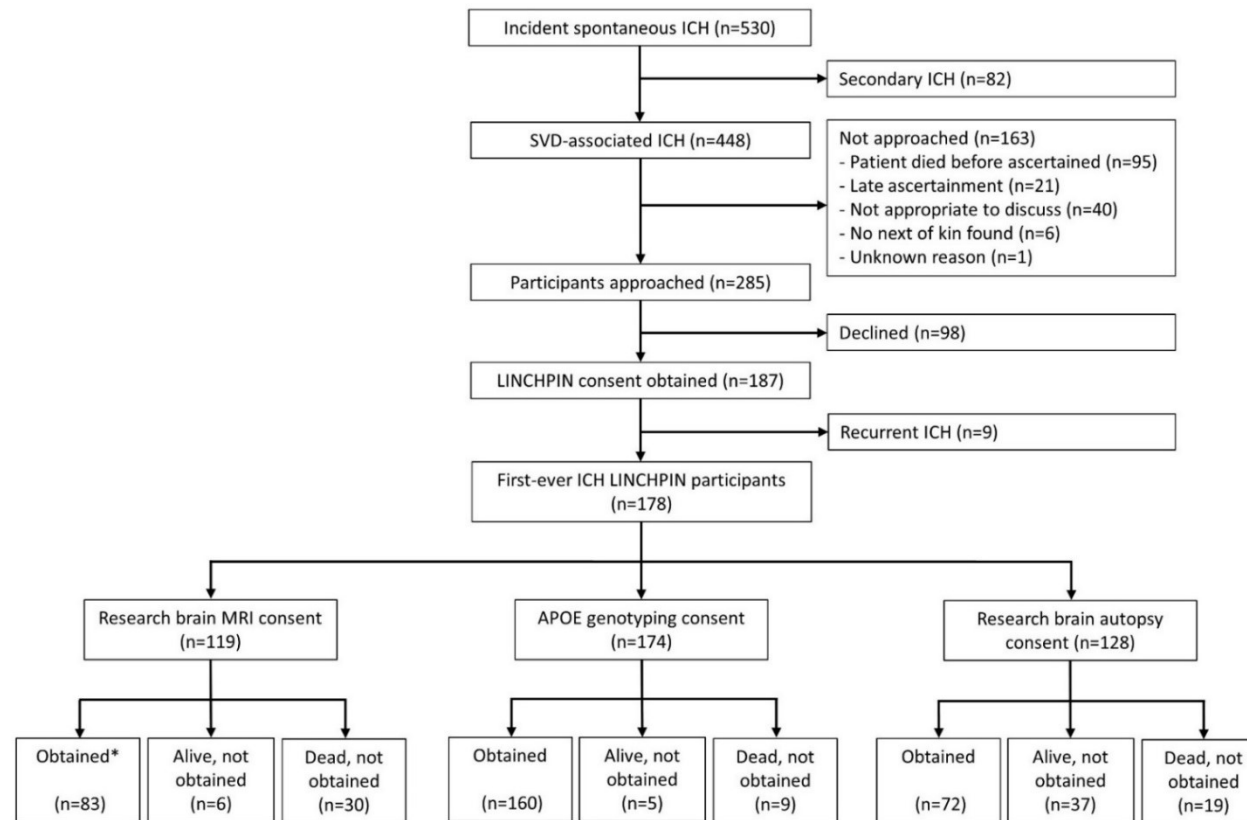 Incident spontaneous ICH (n=530)
Secondary ICH (n=82)
SVD-associated ICH (n=448)
Not approached (n=163)
- Patient died before ascertained (n=95)
- Late ascertainment (n=21)
- Not appropriate to discuss (n=40)
- No next of kin found (n=6)
- Unknown reason (n=1)
Participants approached (n=285)
Declined (n=98)
LINCHPIN consent obtained (n=187)
Recurrent ICH (n=9)
First-ever ICH LINCHPIN participants
(n=178)
Research brain MRI consent
(n=119)
APOE genotyping consent
(n=174)
Research brain autopsy
consent (n=128)
Obtained*
(n=83)
Alive, not
obtained
(n=6)
Dead, not
obtained
(n=30)
Obtained
(n=160)
Alive, not
obtained
(n=5)
Dead, not
obtained
(n=9)
Obtained
(n=72)
Alive, not
obtained
(n=37)
Dead, not
obtained
(n=19)